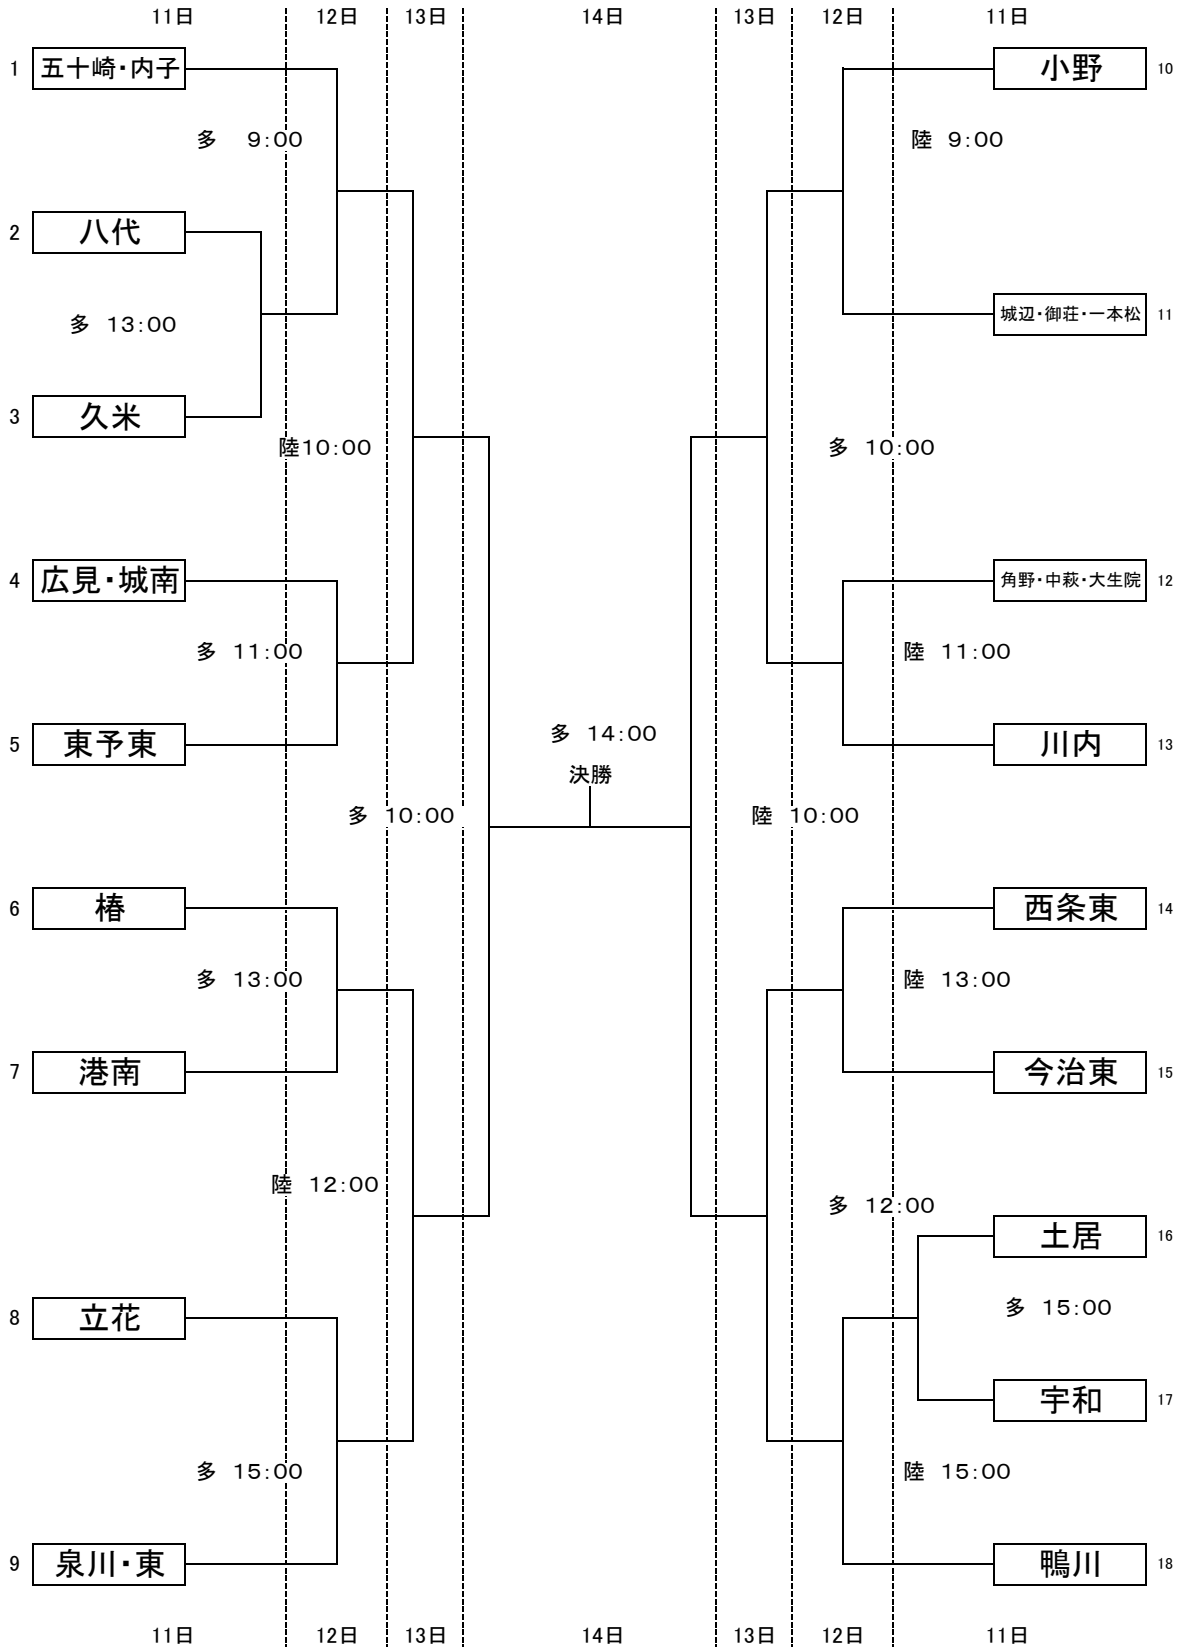 11日 12日 13日 14日 13日 12日 11日
1 五十崎・内子
小野 10
多 9:00
陸 9:00
2 八代
城辺・御荘・一本松 11
多 13:00
3 久米
陸10:00
多 10:00
4 広見・城南
角野・中萩・大生院 12
多 11:00
陸 11:00
5 東予東
多 14:00
川内 13
決勝
多 10:00
陸 10:00
6 椿
西条東 14
多 13:00
陸 13:00
7 港南
今治東 15
陸 12:00
多 12:00
土居 16
8 立花
多 15:00
宇和 17
多 15:00
陸 15:00
9 泉川・東
鴨川 18
11日 12日 13日 14日 13日 12日 11日